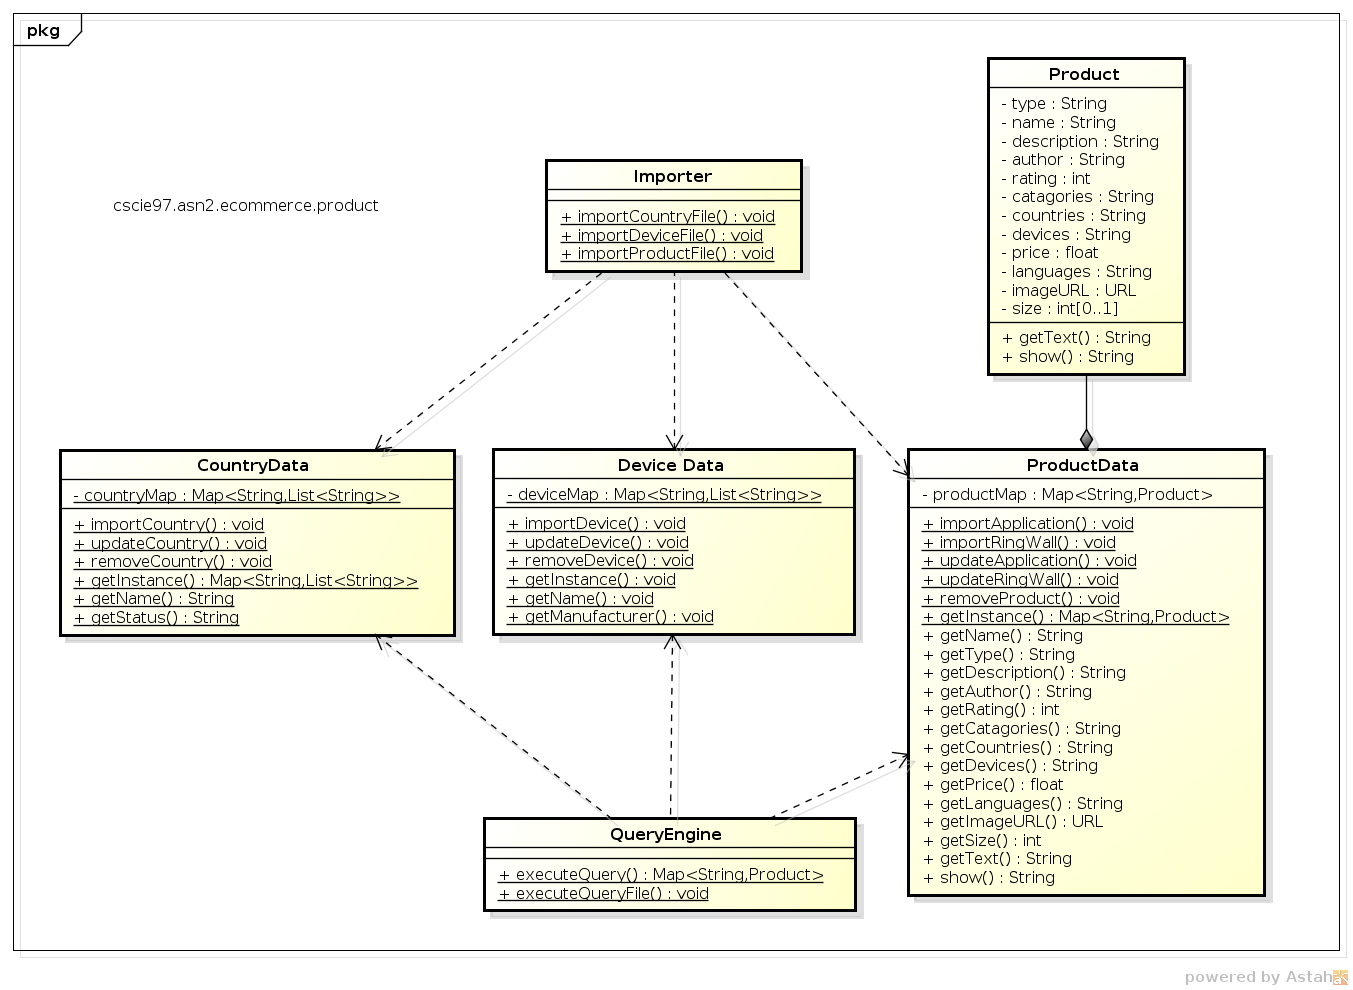 pkg
cscie97.asn2.ecommerce.product
Importer
+ importCountryFile() : void
+ importDeviceFile() : void
+ importProductFile() : void
Product
- type : String
- name : String
- description : String
- author : String
- rating : int
- catagories : String
- countries : String
- devices : String
- price : float
- languages : String
- imageURL : URL
- size : int[0..1]
+ getText() : String
+ show() : String
CountryData
- countryMap : Map<String,List<String>>
+ importCountry() : void
+ updateCountry() : void
+ removeCountry() : void
+ getInstance() : Map<String,List<String>>
+ getName() : String
+ getStatus() : String
Device Data
- deviceMap : Map<String,List<String>>
+ importDevice() : void
+ updateDevice() : void
+ removeDevice() : void
+ getInstance() : void
+ getName() : void
+ getManufacturer() : void
ProductData
- productMap : Map<String,Product>
+ importApplication() : void
+ importRingWall() : void
+ updateApplication() : void
+ updateRingWall() : void
+ removeProduct() : void
+ getInstance() : Map<String,Product>
+ getName() : String
+ getType() : String
+ getDescription() : String
+ getAuthor() : String
+ getRating() : int
+ getCatagories() : String
+ getCountries() : String
+ getDevices() : String
+ getPrice() : float
+ getLanguages() : String
+ getImageURL() : URL
+ getSize() : int
+ getText() : String
+ show() : String
QueryEngine
+ executeQuery() : Map<String,Product>
+ executeQueryFile() : void
powered by Astah